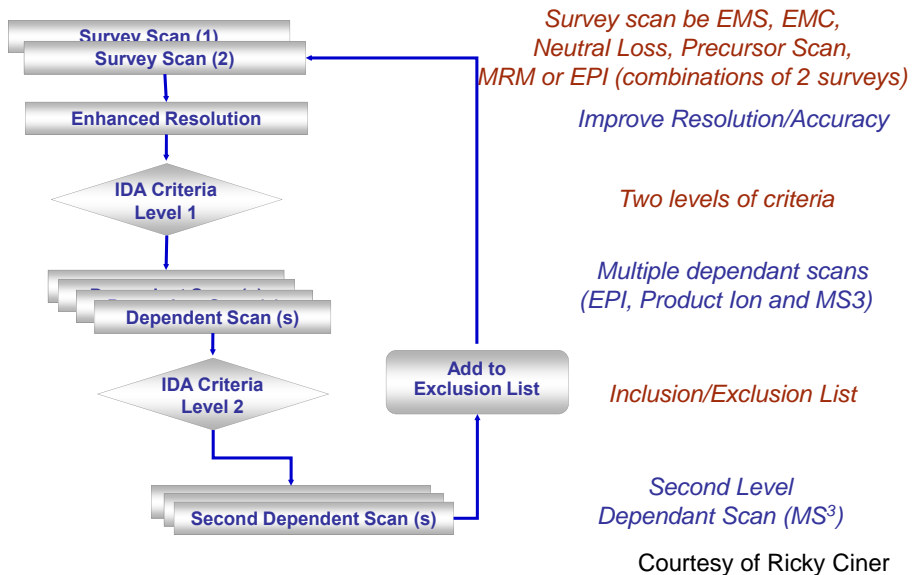 Survey Scan (1)
Survey Scan (2)
Survey scan be EMS, EMC,
Neutral Loss, Precursor Scan,
MRM or EPI (combinations of 2 surveys)
Enhanced Resolution
Improve Resolution/Accuracy
IDA Criteria
Level 1
Two levels of criteria
Multiple dependant scans
(EPI, Product Ion and MS3)
Dependent Scan (s)
IDA Criteria
Level 2
Add to
Exclusion List
Inclusion/Exclusion List
Second Dependent Scan (s)
Second Level
Dependant Scan (MS³)
Courtesy of Ricky Ciner